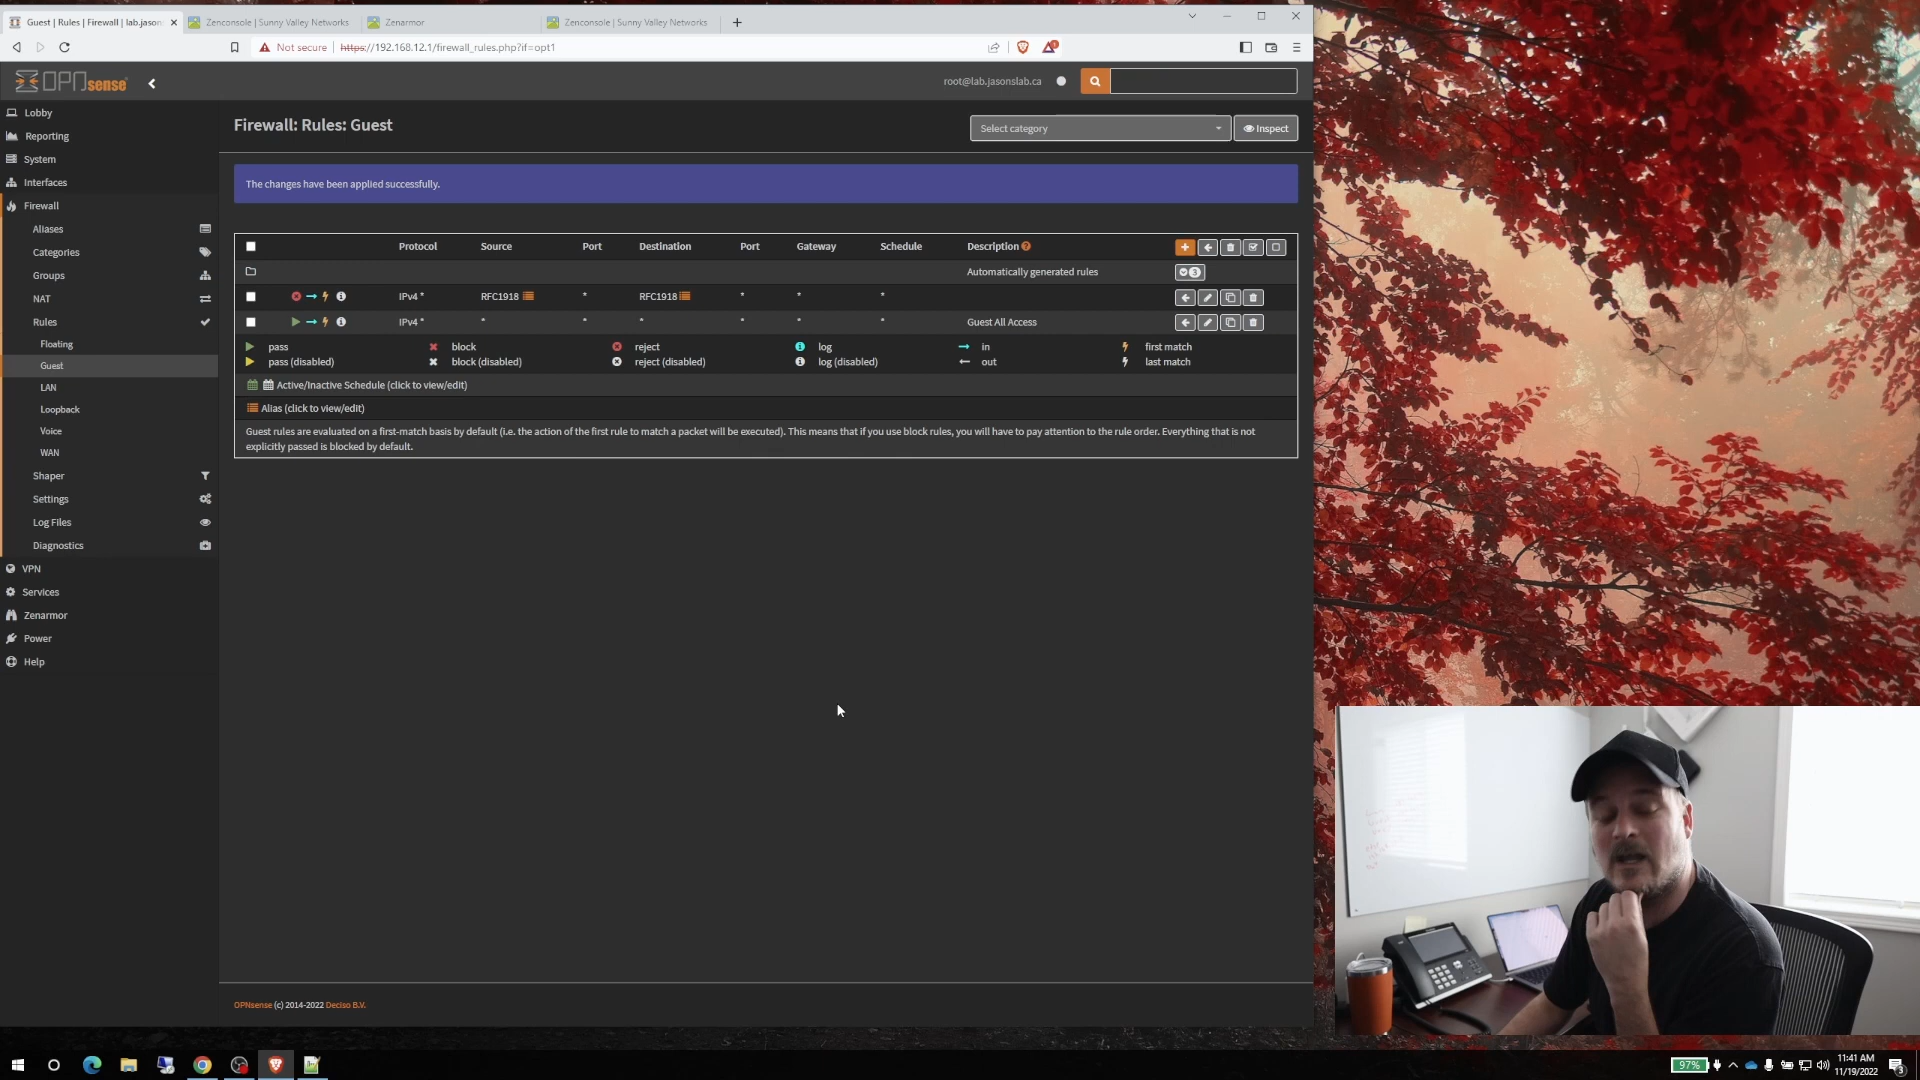 Guest | Rules | Firewall | lab.jason
Zenconsole | Sunny Valley Networks
Zenarmor
Zenconsole | Sunny Valley Networks
Not secure
https://192.168.12.1/firewall_rules.php?if=opt1
OPNsense
root@lab.jasonslab.ca
Lobby
Reporting
System
Interfaces
Firewall
Aliases
Categories
Groups
NAT
Rules
Floating
Guest
LAN
Loopback
Voice
WAN
Shaper
Settings
Log Files
Diagnostics
VPN
Services
Zenarmor
Power
Help
Firewall: Rules: Guest
Select category
Inspect
The changes have been applied successfully.
Protocol Source Port Destination Port Gateway Schedule Description
Automatically generated rules
3
IPv4 * RFC1918 * RFC1918 * * *
IPv4 * * * * * * * Guest All Access
pass block reject log in first match
pass (disabled) block (disabled) reject (disabled) log (disabled) out last match
Active/Inactive Schedule (click to view/edit)
Alias (click to view/edit)
Guest rules are evaluated on a first-match basis by default (i.e. the action of the first rule to match a packet will be executed). This means that if you use block rules, you will have to pay attention to the rule order. Everything that is not
explicitly passed is blocked by default.
OPNsense (c) 2014-2022 Deciso B.V.
97%
11:41 AM
11/19/2022
3